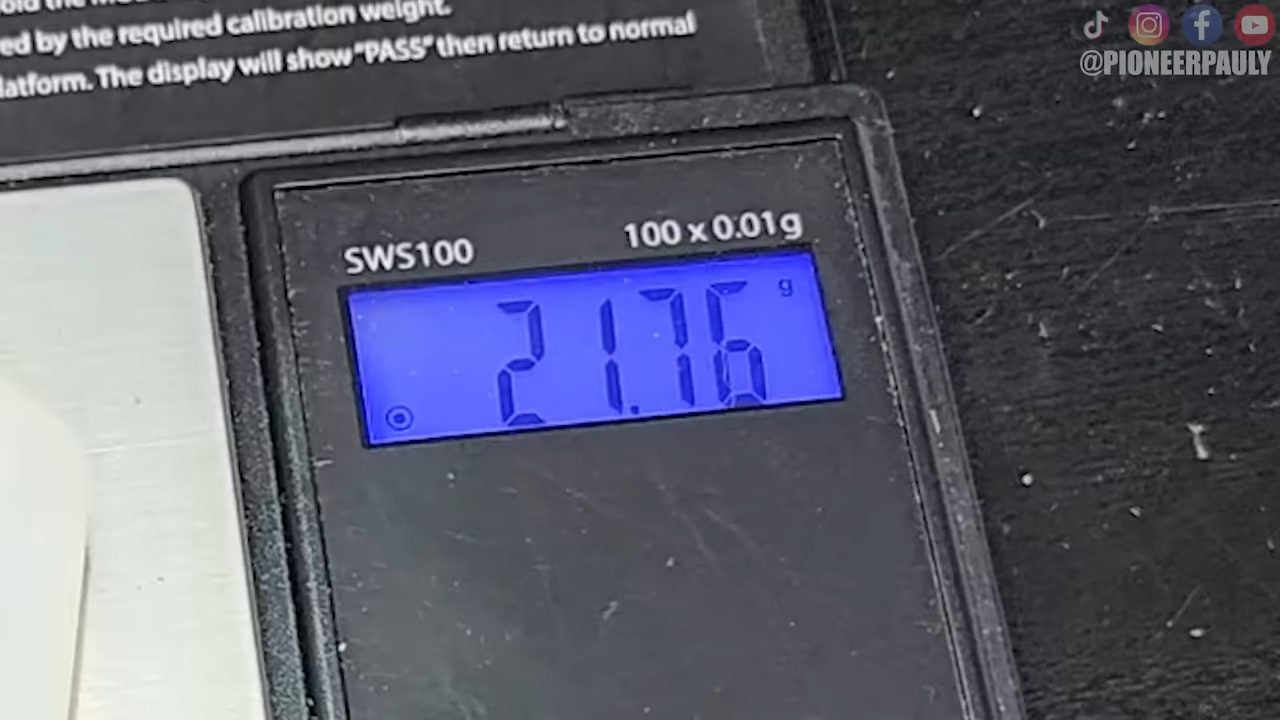 ed by the required calibration weight.
latform. The display will show "PASS" then return to normal
@PIONEERPAULY
SWS100
100 x 0.01g
21.76 g